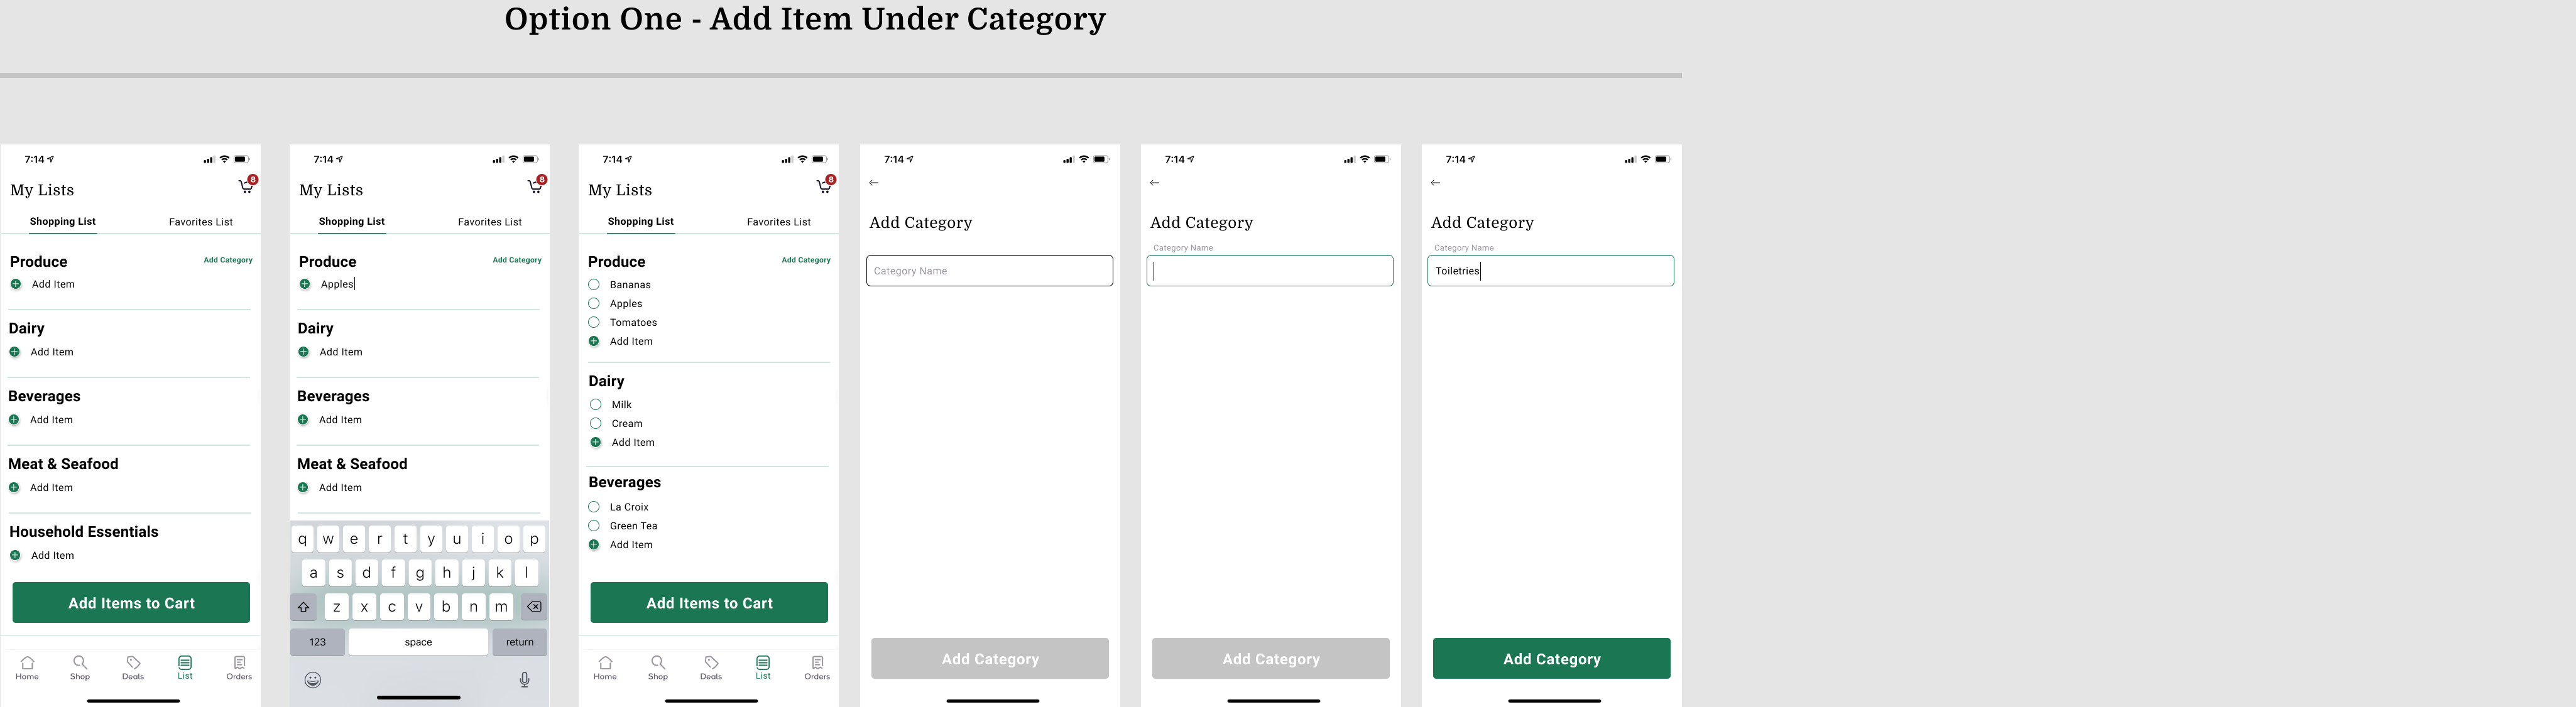 Option One - Add Item Under Category
7:14
My Lists
8
Shopping List
Favorites List
Produce
Add Category
Add Item
Dairy
Add Item
Beverages
Add Item
Meat & Seafood
Add Item
Household Essentials
Add Item
Add Items to Cart
Home
Shop
Deals
List
Orders
7:14
My Lists
8
Shopping List
Favorites List
Produce
Add Category
Apples
Dairy
Add Item
Beverages
Add Item
Meat & Seafood
Add Item
q w e r t y u i o p
a s d f g h j k l
z x c v b n m
123
space
return
7:14
My Lists
8
Shopping List
Favorites List
Produce
Add Category
Bananas
Apples
Tomatoes
Add Item
Dairy
Milk
Cream
Add Item
Beverages
La Croix
Green Tea
Add Item
Add Items to Cart
Home
Shop
Deals
List
Orders
7:14
Add Category
Category Name
Add Category
7:14
Add Category
Category Name
Add Category
7:14
Add Category
Category Name
Toiletries
Add Category